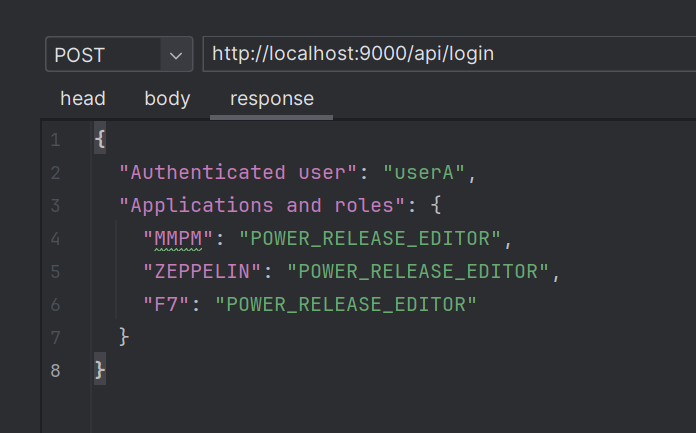 POST http://localhost:9000/api/login
head body response
1 {
2 "Authenticated user": "userA",
3 "Applications and roles": {
4 "MMPM": "POWER_RELEASE_EDITOR",
5 "ZEPPELIN": "POWER_RELEASE_EDITOR",
6 "F7": "POWER_RELEASE_EDITOR"
7 }
8 }